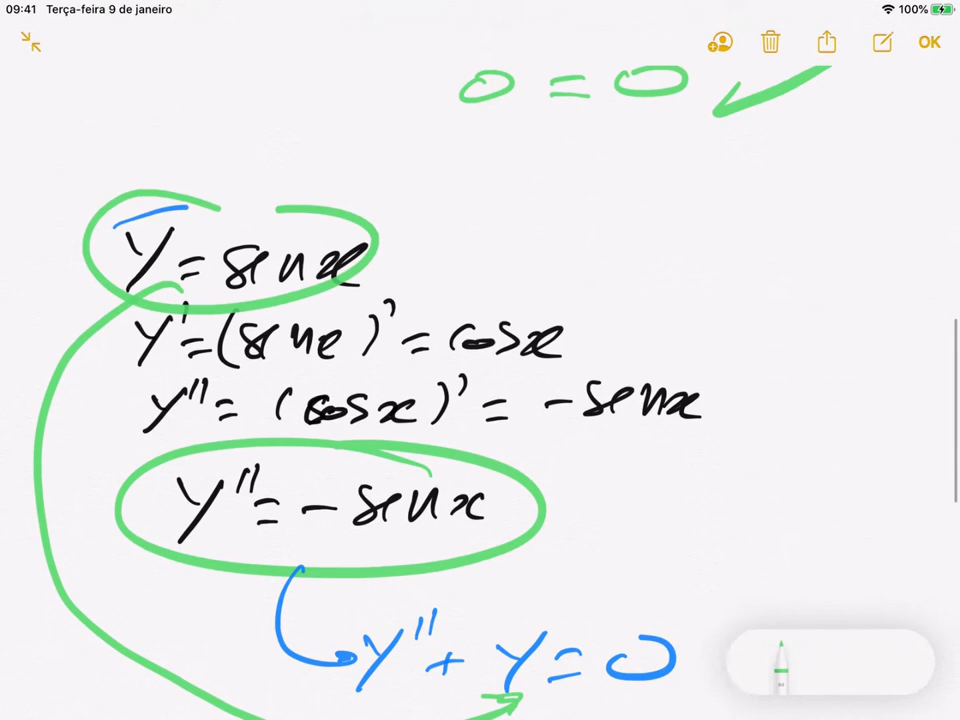 09:41 Terça-feira 9 de janeiro 100%
OK
0 = 0
y = senx
y' = (senx)' = cosx
y'' = (cosx)' = -senx
y'' = -senx
y'' + y = 0